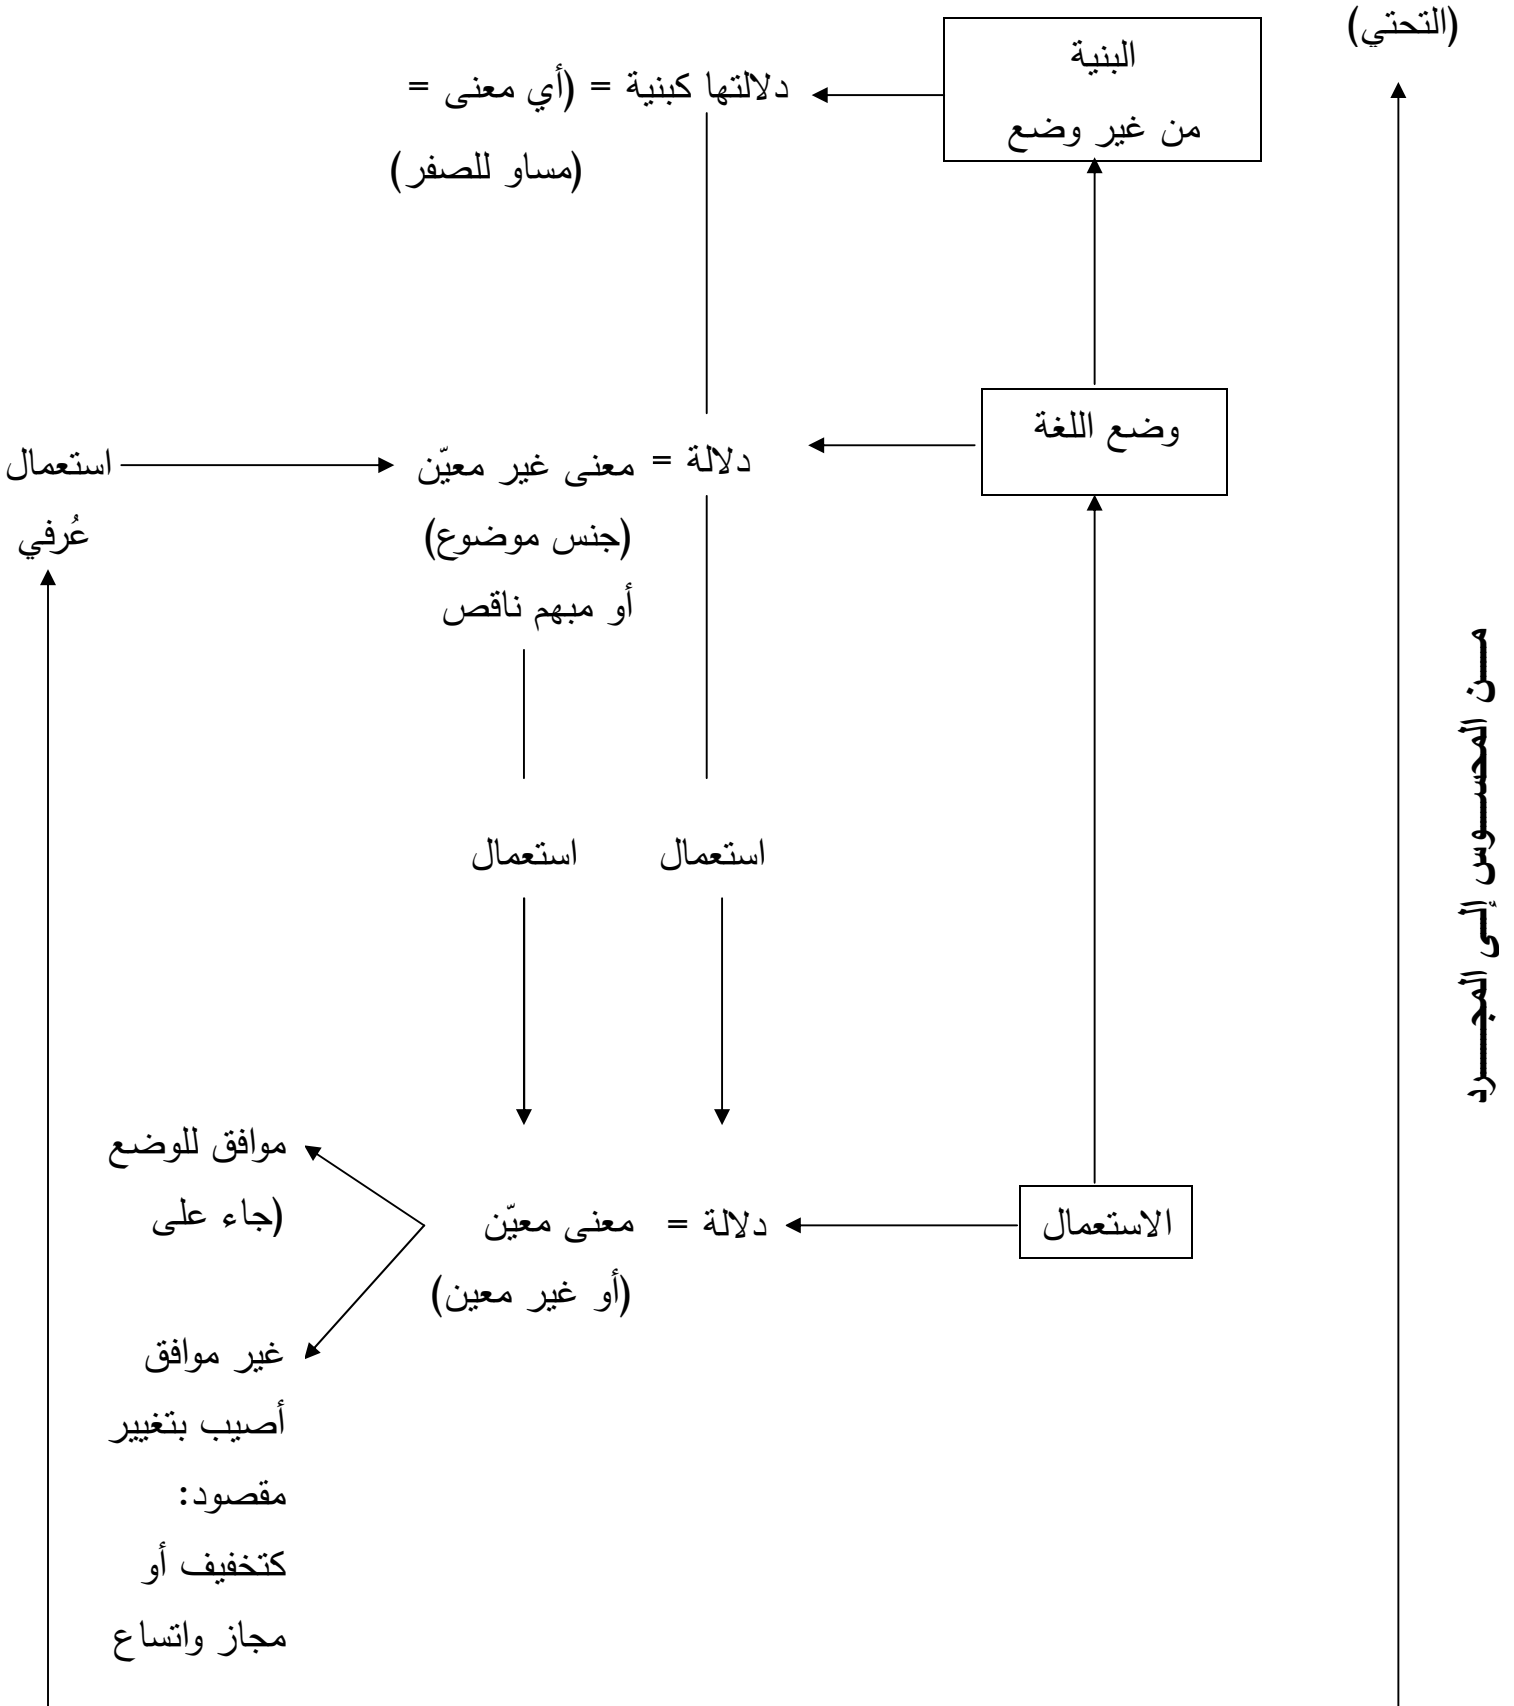 (التحتي)
البنية
من غير وضع
دلالتها كبنية = (أي معنى =
(مساو للصفر)
وضع اللغة
دلالة = معنى غير معيّن
(جنس موضوع)
أو مبهم ناقص
استعمال
عُرفي
من المحسوس إلى المجرد
استعمال
استعمال
الاستعمال
دلالة = معنى معيّن
(أو غير معين)
موافق للوضع
(جاء على
غير موافق
أصيب بتغيير
مقصود:
كتخفيف أو
مجاز واتساع